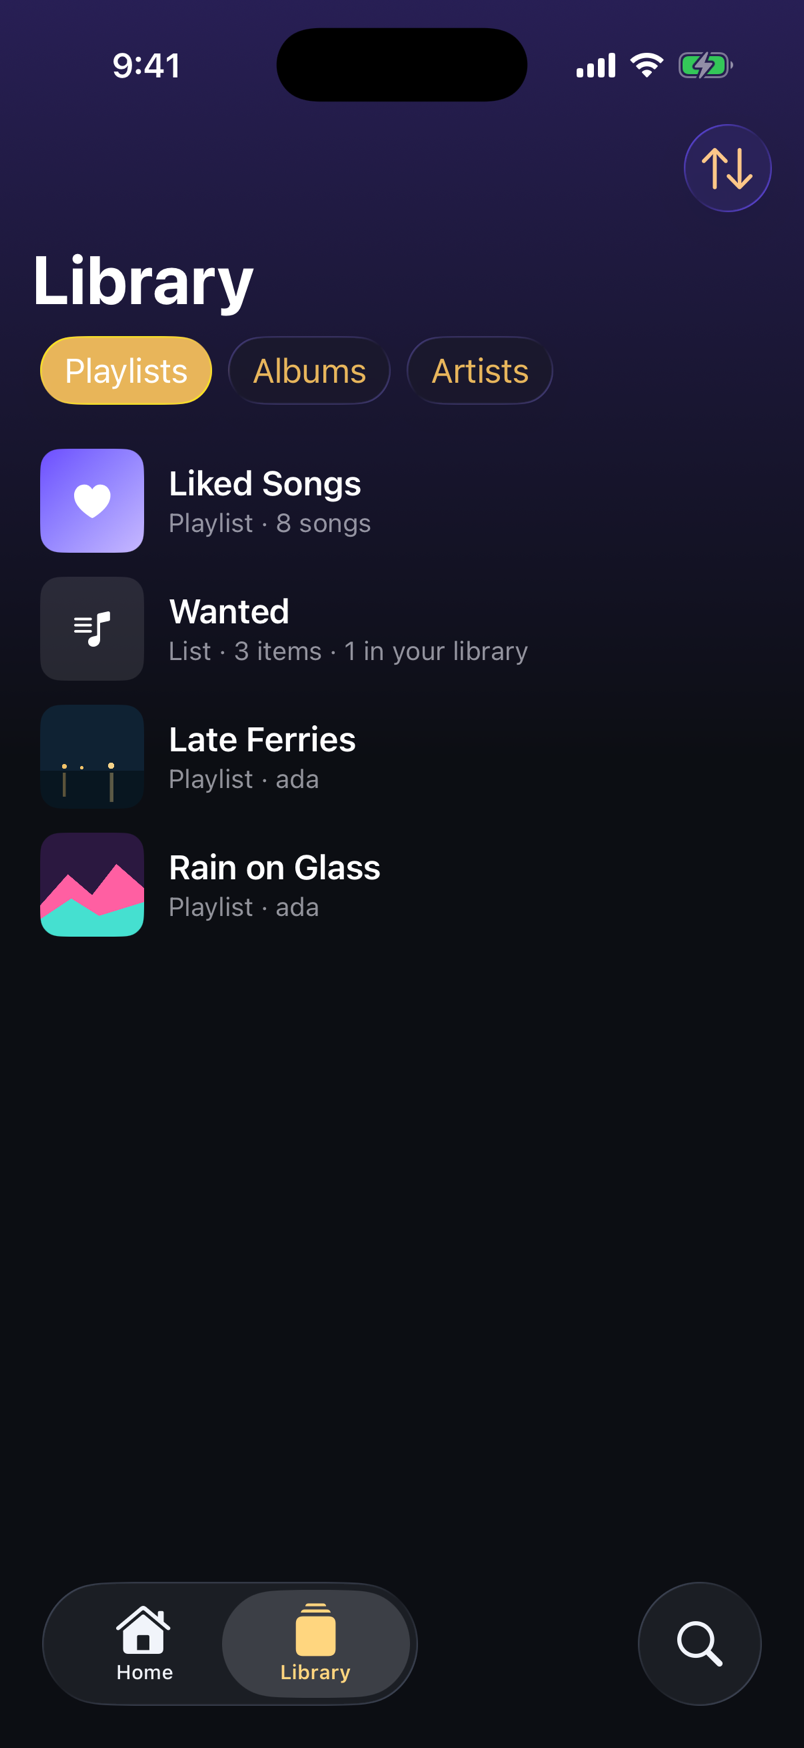 9:41
Library
Playlists
Albums
Artists
Liked Songs
Playlist · 8 songs
Wanted
List · 3 items · 1 in your library
Late Ferries
Playlist · ada
Rain on Glass
Playlist · ada
Home
Library